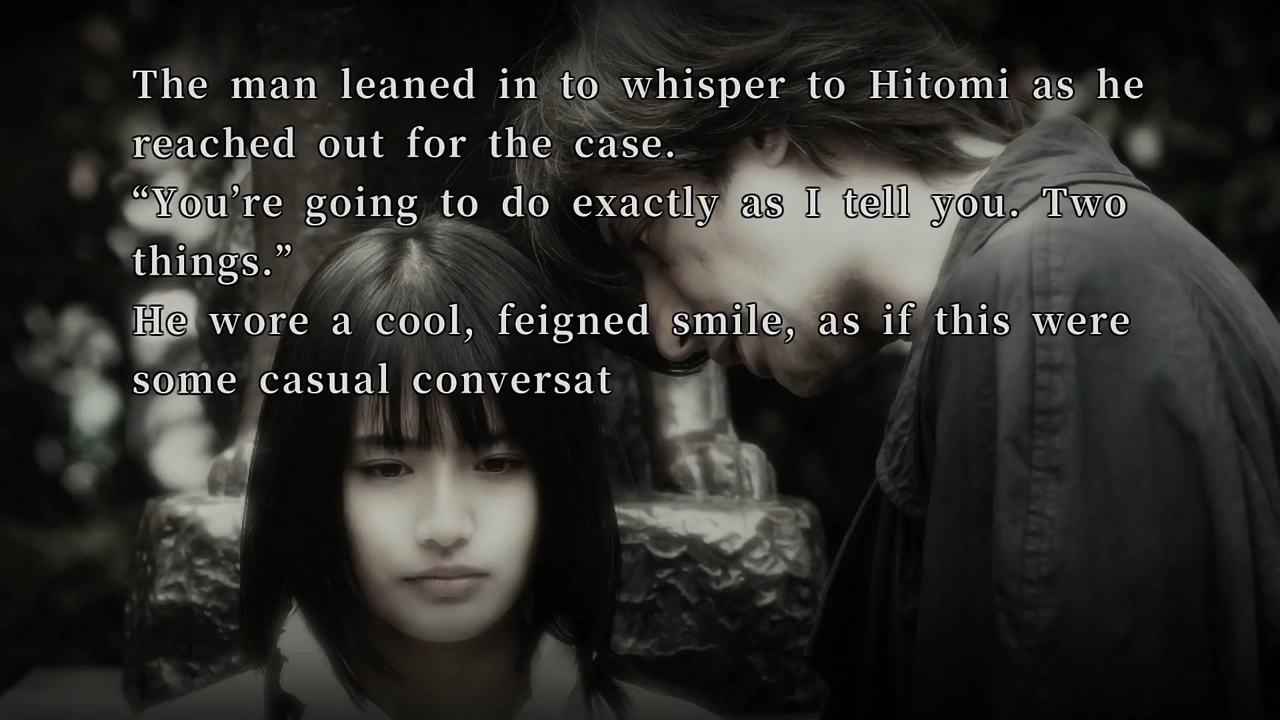 The man leaned in to whisper to Hitomi as he
reached out for the case.
“You’re going to do exactly as I tell you. Two
things.”
He wore a cool, feigned smile, as if this were
some casual conversat